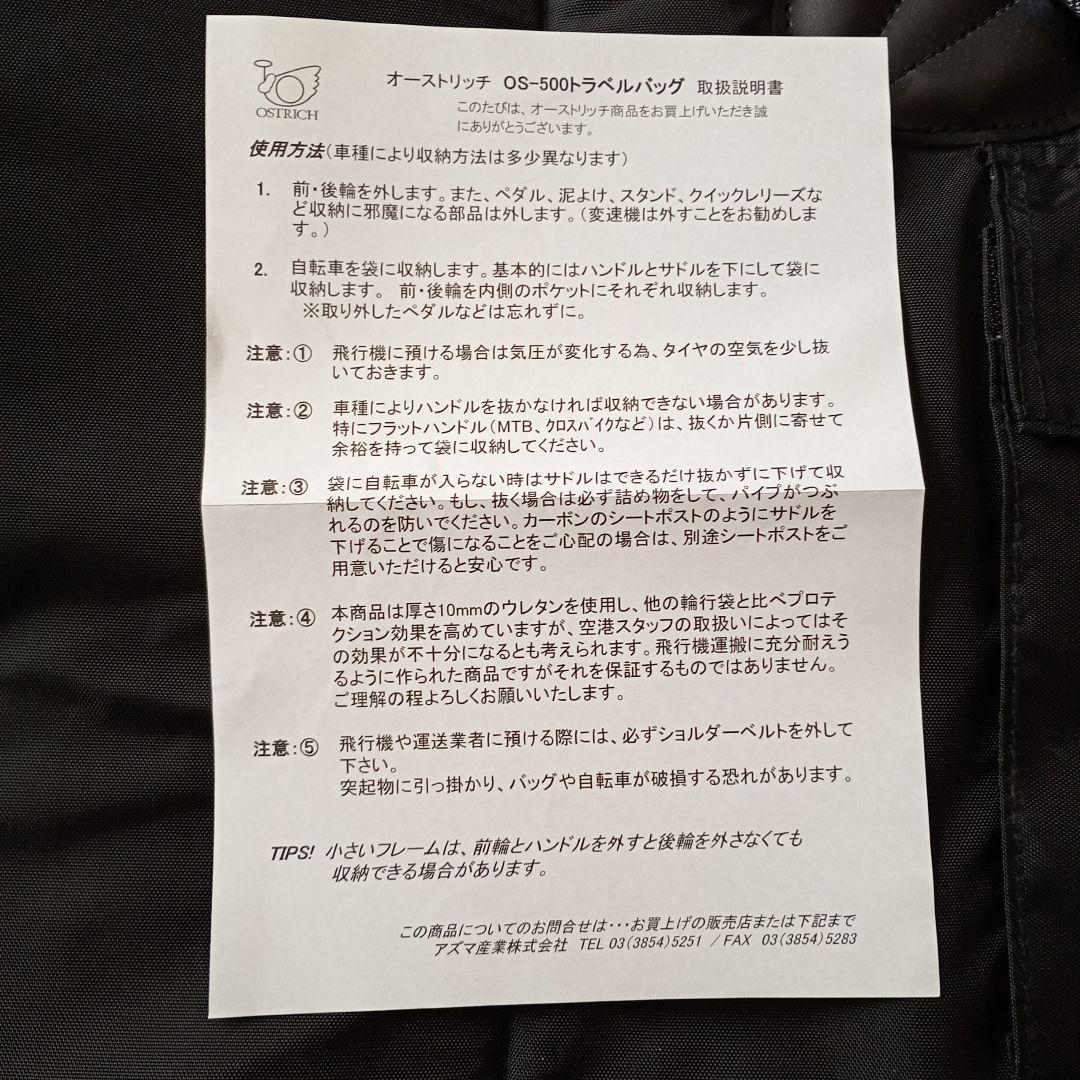 OSTRICH
オーストリッチ OS-500トラベルバッグ 取扱説明書
このたびは、オーストリッチ商品をお買上げいただき誠
にありがとうございます。
使用方法(車種により収納方法は多少異なります)
1. 前・後輪を外します。また、ペダル、泥よけ、スタンド、クイックレリーズな
ど収納に邪魔になる部品は外します。(変速機は外すことをお勧めしま
す。)
2. 自転車を袋に収納します。基本的にはハンドルとサドルを下にして袋に
収納します。 前・後輪を内側のポケットにそれぞれ収納します。
※取り外したペダルなどは忘れずに。
注意:① 飛行機に預ける場合は気圧が変化する為、タイヤの空気を少し抜
いておきます。
注意:② 車種によりハンドルを抜かなければ収納できない場合があります。
特にフラットハンドル(MTB、ｸﾛｽﾊﾞｲｸなど)は、抜くか片側に寄せて
余裕を持って袋に収納してください。
注意:③ 袋に自転車が入らない時はサドルはできるだけ抜かずに下げて収
納してください。もし、抜く場合は必ず詰め物をして、パイプがつぶ
れるのを防いでください。カーボンのシートポストのようにサドルを
下げることで傷になることをご心配の場合は、別途シートポストをご
用意いただけると安心です。
注意:④ 本商品は厚さ10mmのウレタンを使用し、他の輪行袋と比べプロテ
クション効果を高めていますが、空港スタッフの取扱いによってはそ
の効果が不十分になるとも考えられます。飛行機運搬に充分耐えう
るように作られた商品ですがそれを保証するものではありません。
ご理解の程よろしくお願いいたします。
注意:⑤ 飛行機や運送業者に預ける際には、必ずショルダーベルトを外して
下さい。
突起物に引っ掛かり、バッグや自転車が破損する恐れがあります。
TIPS! 小さいフレームは、前輪とハンドルを外すと後輪を外さなくても
収納できる場合があります。
この商品についてのお問合せは・・・お買上げの販売店または下記まで
アズマ産業株式会社 TEL 03(3854)5251 / FAX 03(3854)5283